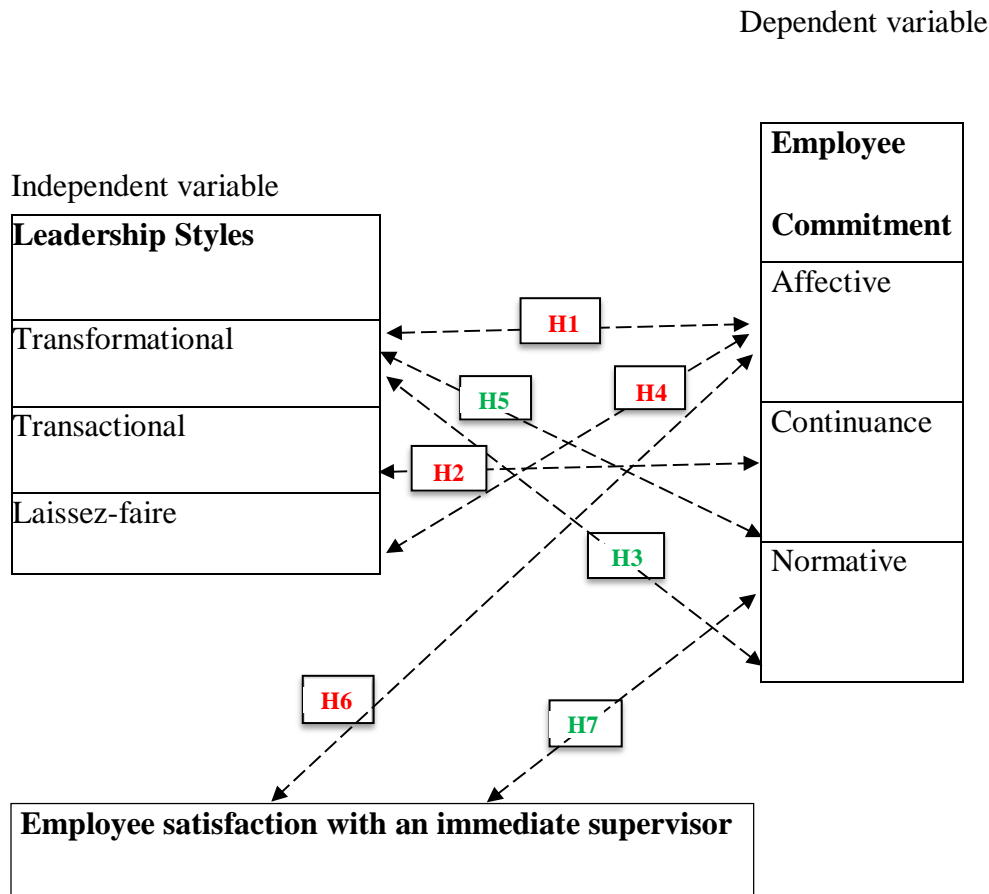 Dependent variable
Employee
Commitment
Independent variable
Leadership Styles
Affective
H1
Transformational
H5
H4
Transactional
Continuance
H2
Laissez-faire
H3
Normative
H6
H7
Employee satisfaction with an immediate supervisor